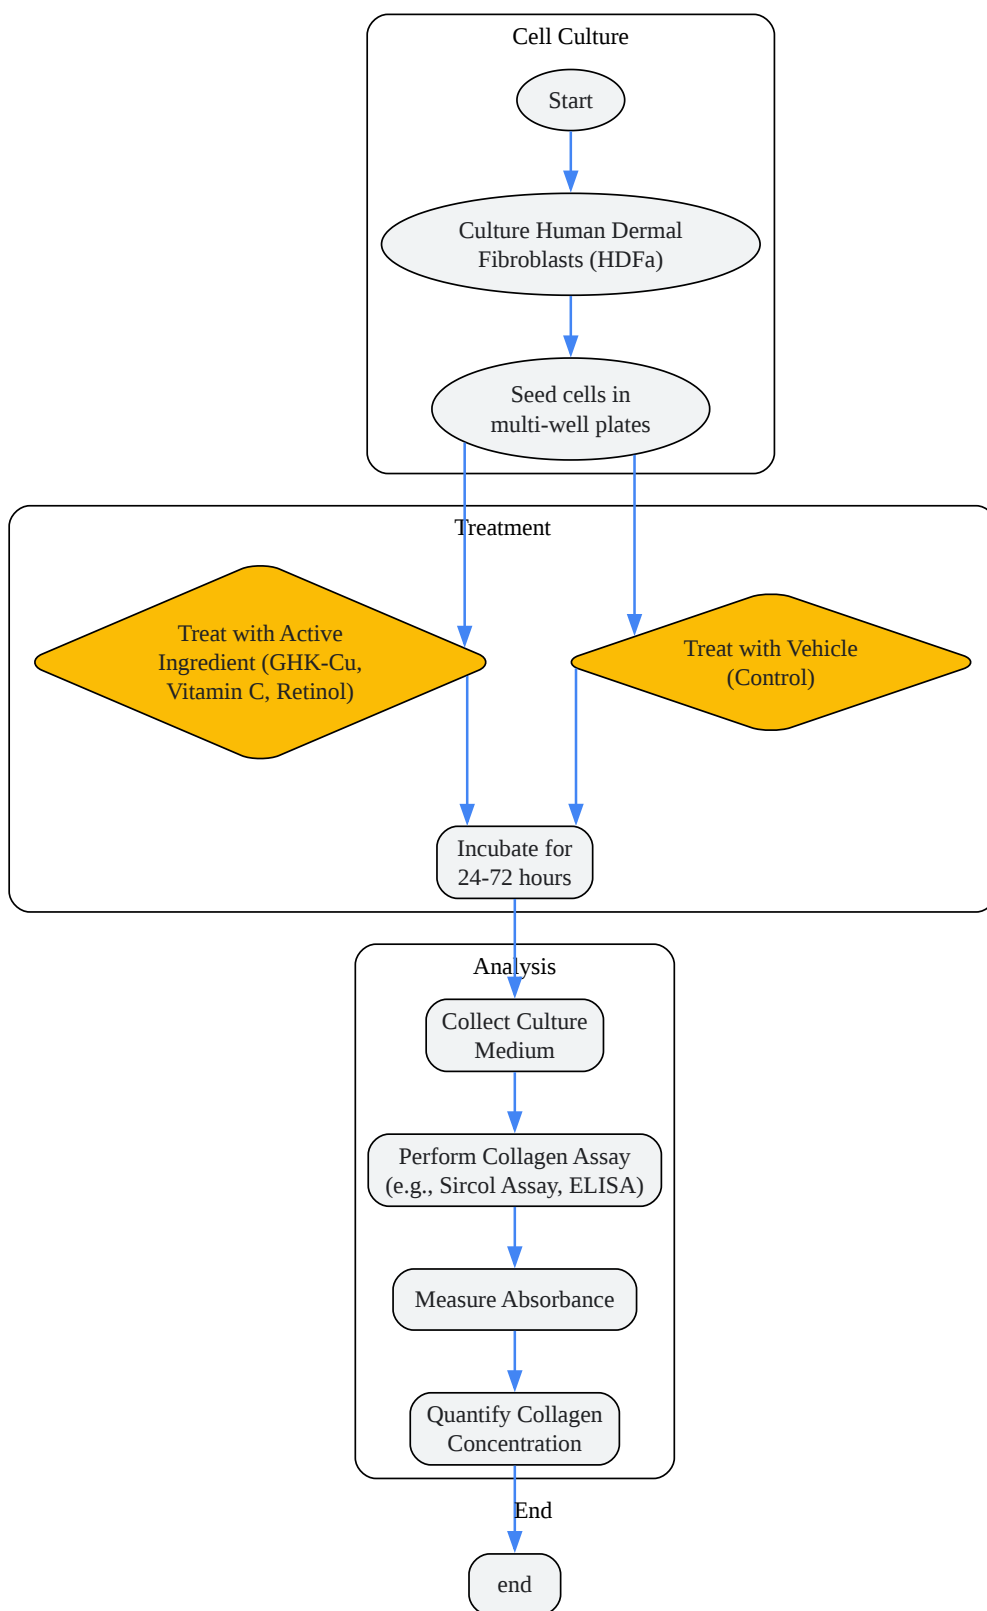 Cell Culture
Start
Culture Human Dermal
Fibroblasts (HDFa)
Seed cells in
multi-well plates
Treatment
Treat with Active
Ingredient (GHK-Cu,
Vitamin C, Retinol)
Treat with Vehicle
(Control)
Incubate for
24-72 hours
Analysis
Collect Culture
Medium
Perform Collagen Assay
(e.g., Sircol Assay, ELISA)
Measure Absorbance
Quantify Collagen
Concentration
End
end